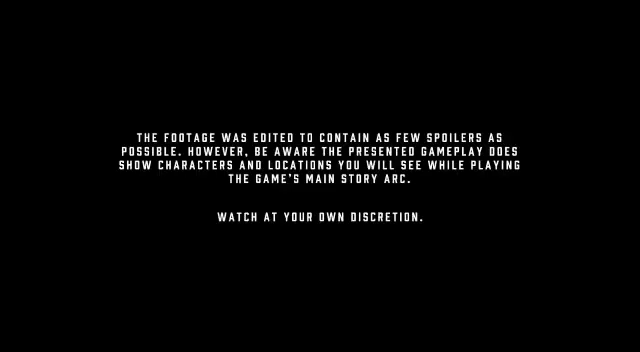 THE FOOTAGE WAS EDITED TO CONTAIN AS FEW SPOILERS AS
POSSIBLE. HOWEVER, BE AWARE THE PRESENTED GAMEPLAY DOES
SHOW CHARACTERS AND LOCATIONS YOU WILL SEE WHILE PLAYING
THE GAME'S MAIN STORY ARC.
WATCH AT YOUR OWN DISCRETION.